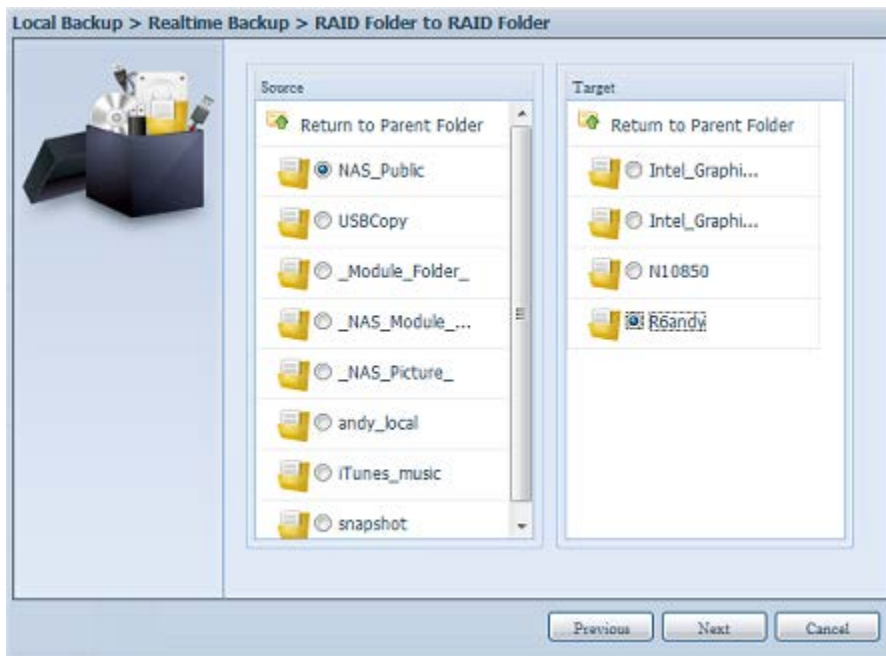 Local Backup > Realtime Backup > RAID Folder to RAID Folder
Source
Return to Parent Folder
NAS_Public
USBCopy
_Module_Folder_
_NAS_Module_...
_NAS_Picture_
andy_local
iTunes_music
snapshot
Target
Return to Parent Folder
Intel_Graphi...
Intel_Graphi...
N10850
R6andy
Previous
Next
Cancel